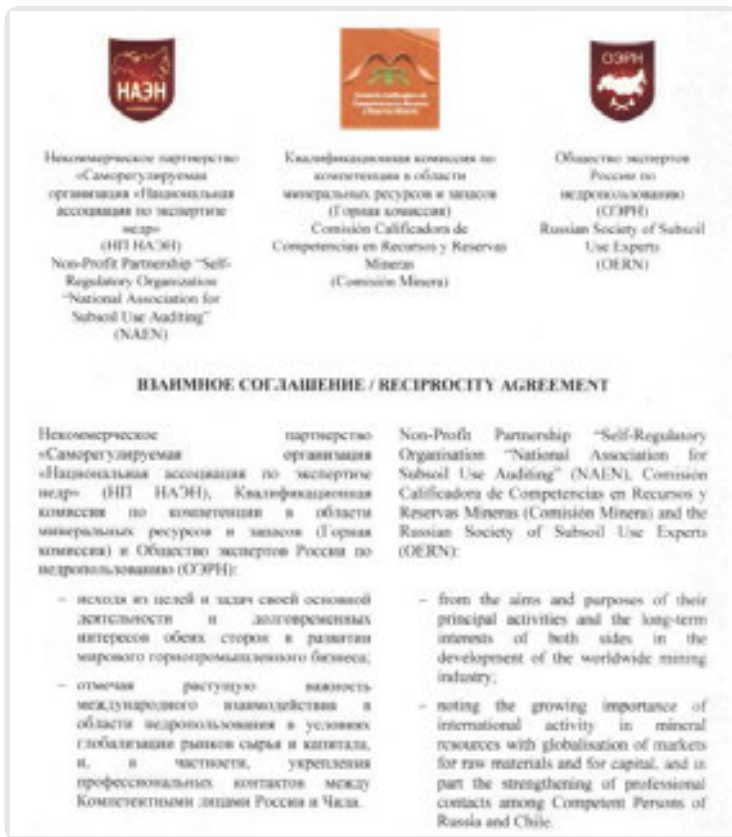 НАЭН
ОЭРН
Некоммерческое партнерство
«Саморегулируемая
организация «Национальная
ассоциация по экспертизе
недр»
(НП НАЭН)
Non-Profit Partnership “Self-
Regulatory Organization
“National Association for
Subsoil Use Auditing”
(NAEN)
Квалификационная комиссия по
компетенции в области
минеральных ресурсов и запасов
(Горная комиссия)
Comisión Calificadora de
Competencias en Recursos y Reservas
Mineras
(Comisión Minera)
Общество экспертов
России по
недропользованию
(ОЭРН)
Russian Society of Subsoil
Use Experts
(OERN)
ВЗАИМНОЕ СОГЛАШЕНИЕ / RECIPROCITY AGREEMENT
Некоммерческое партнерство
«Саморегулируемая организация
«Национальная ассоциация по экспертизе
недр» (НП НАЭН), Квалификационная
комиссия по компетенции в области
минеральных ресурсов и запасов (Горная
комиссия) и Общество экспертов России по
недропользованию (ОЭРН):
– исходя из целей и задач своей основной
деятельности и долговременных
интересов обеих сторон в развитии
мирового горнопромышленного бизнеса;
– отмечая растущую важность
международного взаимодействия в
области недропользования в условиях
глобализации рынков сырья и капитала,
и, в частности, укрепления
профессиональных контактов между
Компетентными лицами России и Чили.
Non-Profit Partnership “Self-Regulatory
Organisation “National Association for
Subsoil Use Auditing” (NAEN), Comisión
Calificadora de Competencias en Recursos y
Reservas Mineras (Comisión Minera) and the
Russian Society of Subsoil Use Experts
(OERN):
– from the aims and purposes of their
principal activities and the long-term
interests of both sides in the
development of the worldwide mining
industry;
– noting the growing importance of
international activity in mineral
resources with globalisation of markets
for raw materials and for capital, and in
part the strengthening of professional
contacts among Competent Persons of
Russia and Chile.